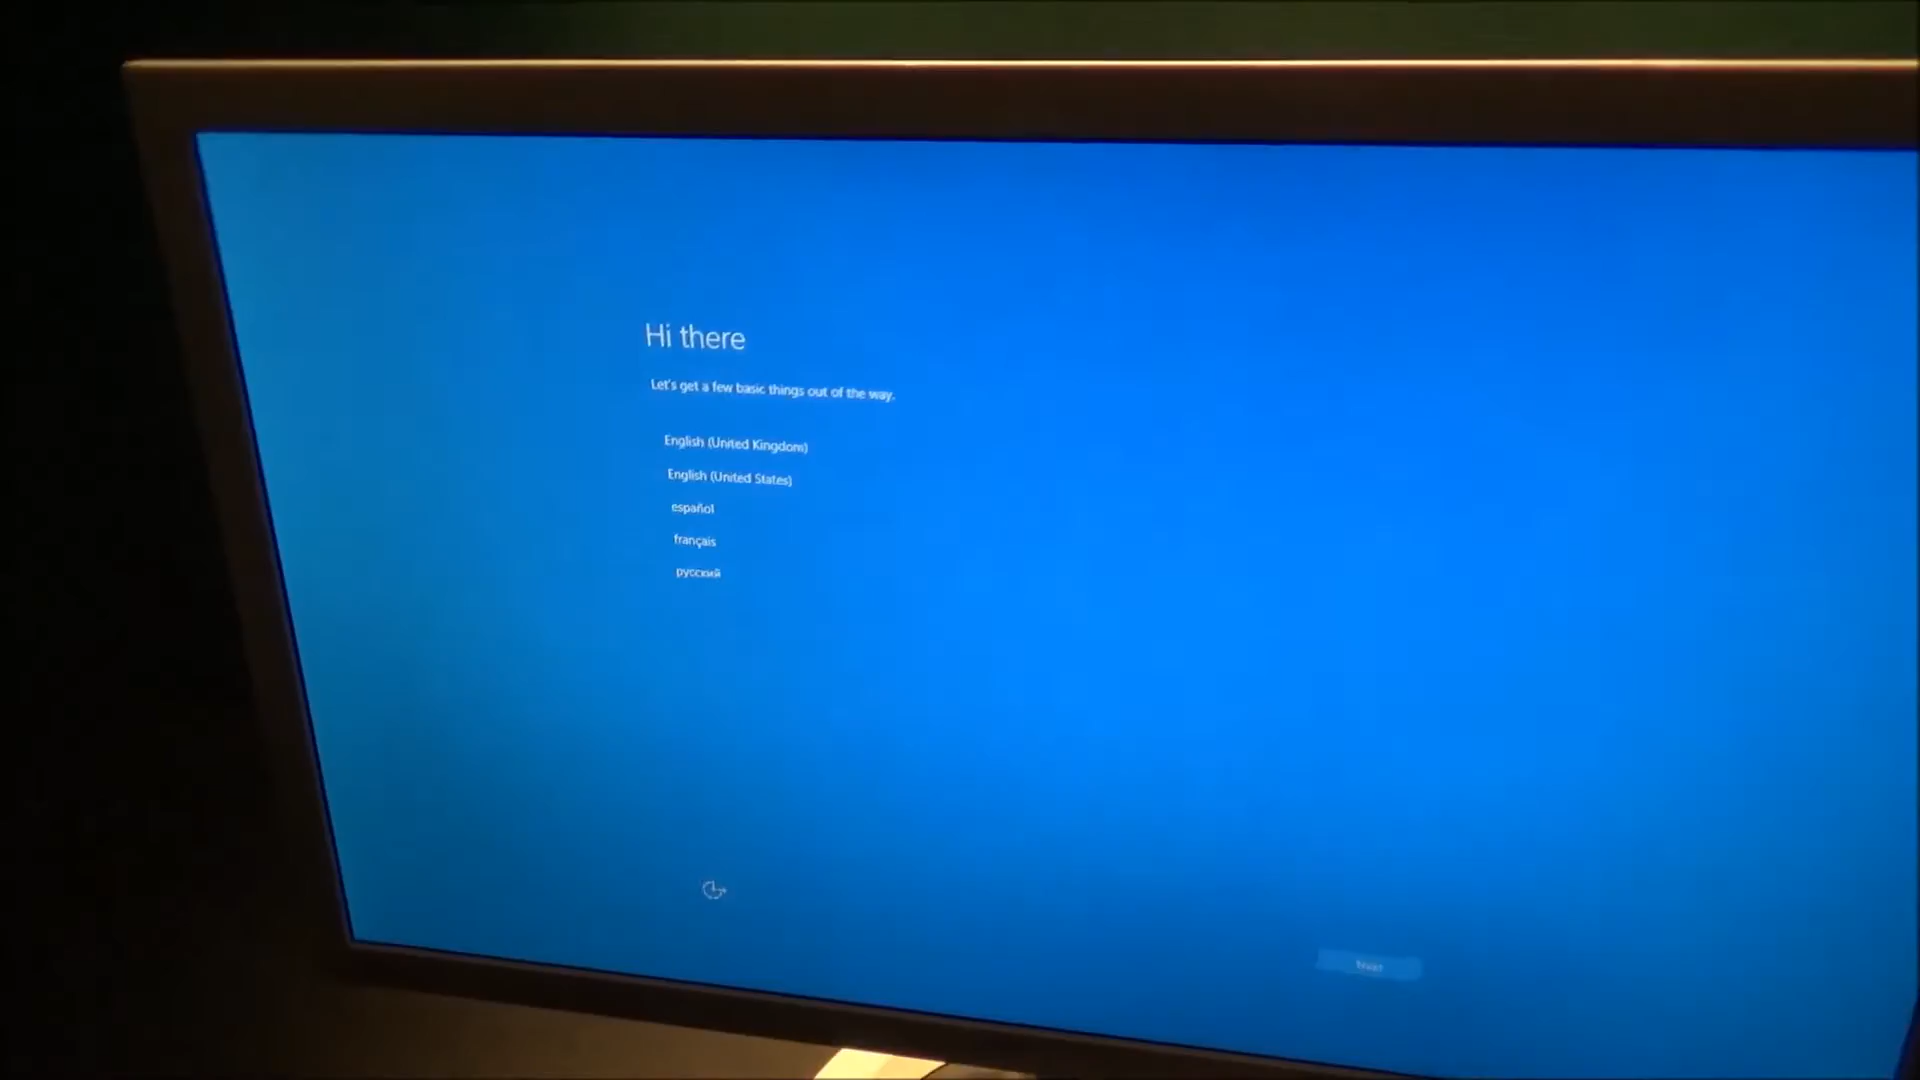 Hi there
Let's get a few basic things out of the way.
English (United Kingdom)
English (United States)
español
français
русский
Next